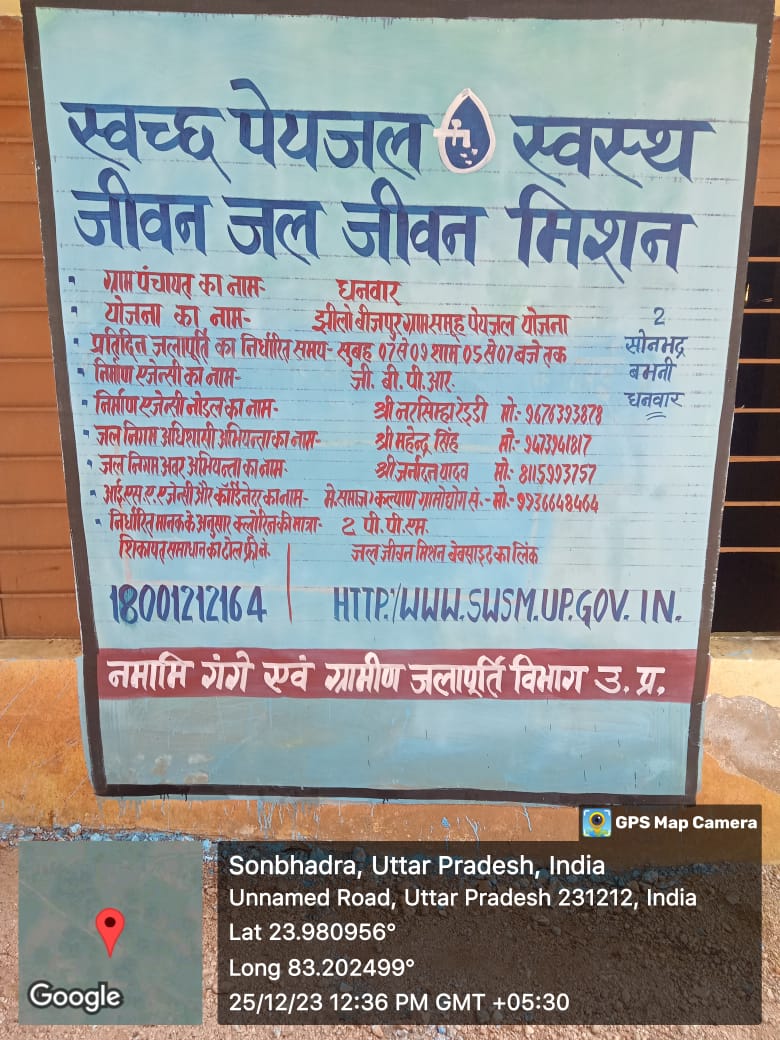 स्वच्छ पेयजल स्वस्थ
जीवन जल जीवन मिशन
ग्राम पंचायत का नाम- धनवार
योजना का नाम- झीलो बीजपुर ग्राम समूह पेयजल योजना
प्रतिदिन जलापूर्ति का निर्धारित समय- सुबह 07 से 09 शाम 05 से 07 बजे तक
निर्माण एजेन्सी का नाम- जी. बी. पी. आर.
निर्माण एजेन्सी नोडल का नाम- श्री नरसिम्हा रेड्डी मो:- 9676393878
जल निगम अधिशासी अभियन्ता का नाम- श्री महेन्द्र सिंह मो:- 9473941817
जल निगम अवर अभियन्ता का नाम- श्री जर्नादन यादव मो: 8115993757
आई.एस.ए. एजेन्सी और कॉर्डिनेटर का नाम- मे. समाज कल्याण ग्रामोद्योग सं.- मो:- 9936648464
निर्धारित मानक के अनुसार क्लोरिन की मात्रा- 2 पी. पी. एम.
शिकायत समाधान का टोल फ्री नं. जल जीवन मिशन वेबसाइट का लिंक
18001212164 HTTP:/WWW.SWSM.UP.GOV.IN.
2
सोनभद्र
बभनी
धनवार
नमामि गंगे एवं ग्रामीण जलापूर्ति विभाग उ. प्र.
GPS Map Camera
Sonbhadra, Uttar Pradesh, India
Unnamed Road, Uttar Pradesh 231212, India
Lat 23.980956°
Long 83.202499°
25/12/23 12:36 PM GMT +05:30
Google